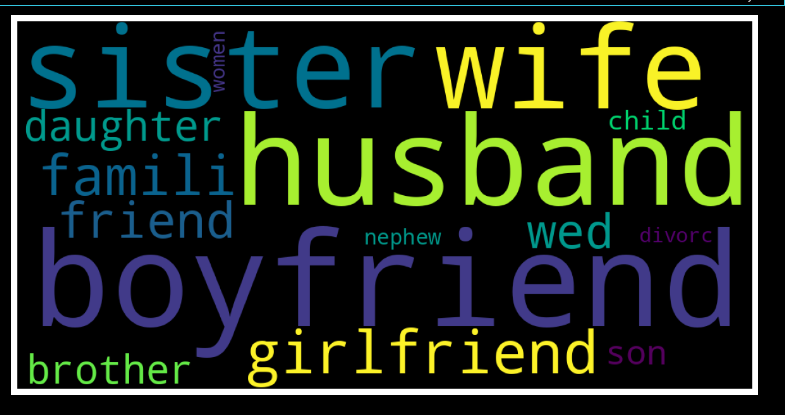 sister
women
wife
daughter
husband
child
famili
friend
nephew
wed
divorc
boyfriend
girlfriend
son
brother